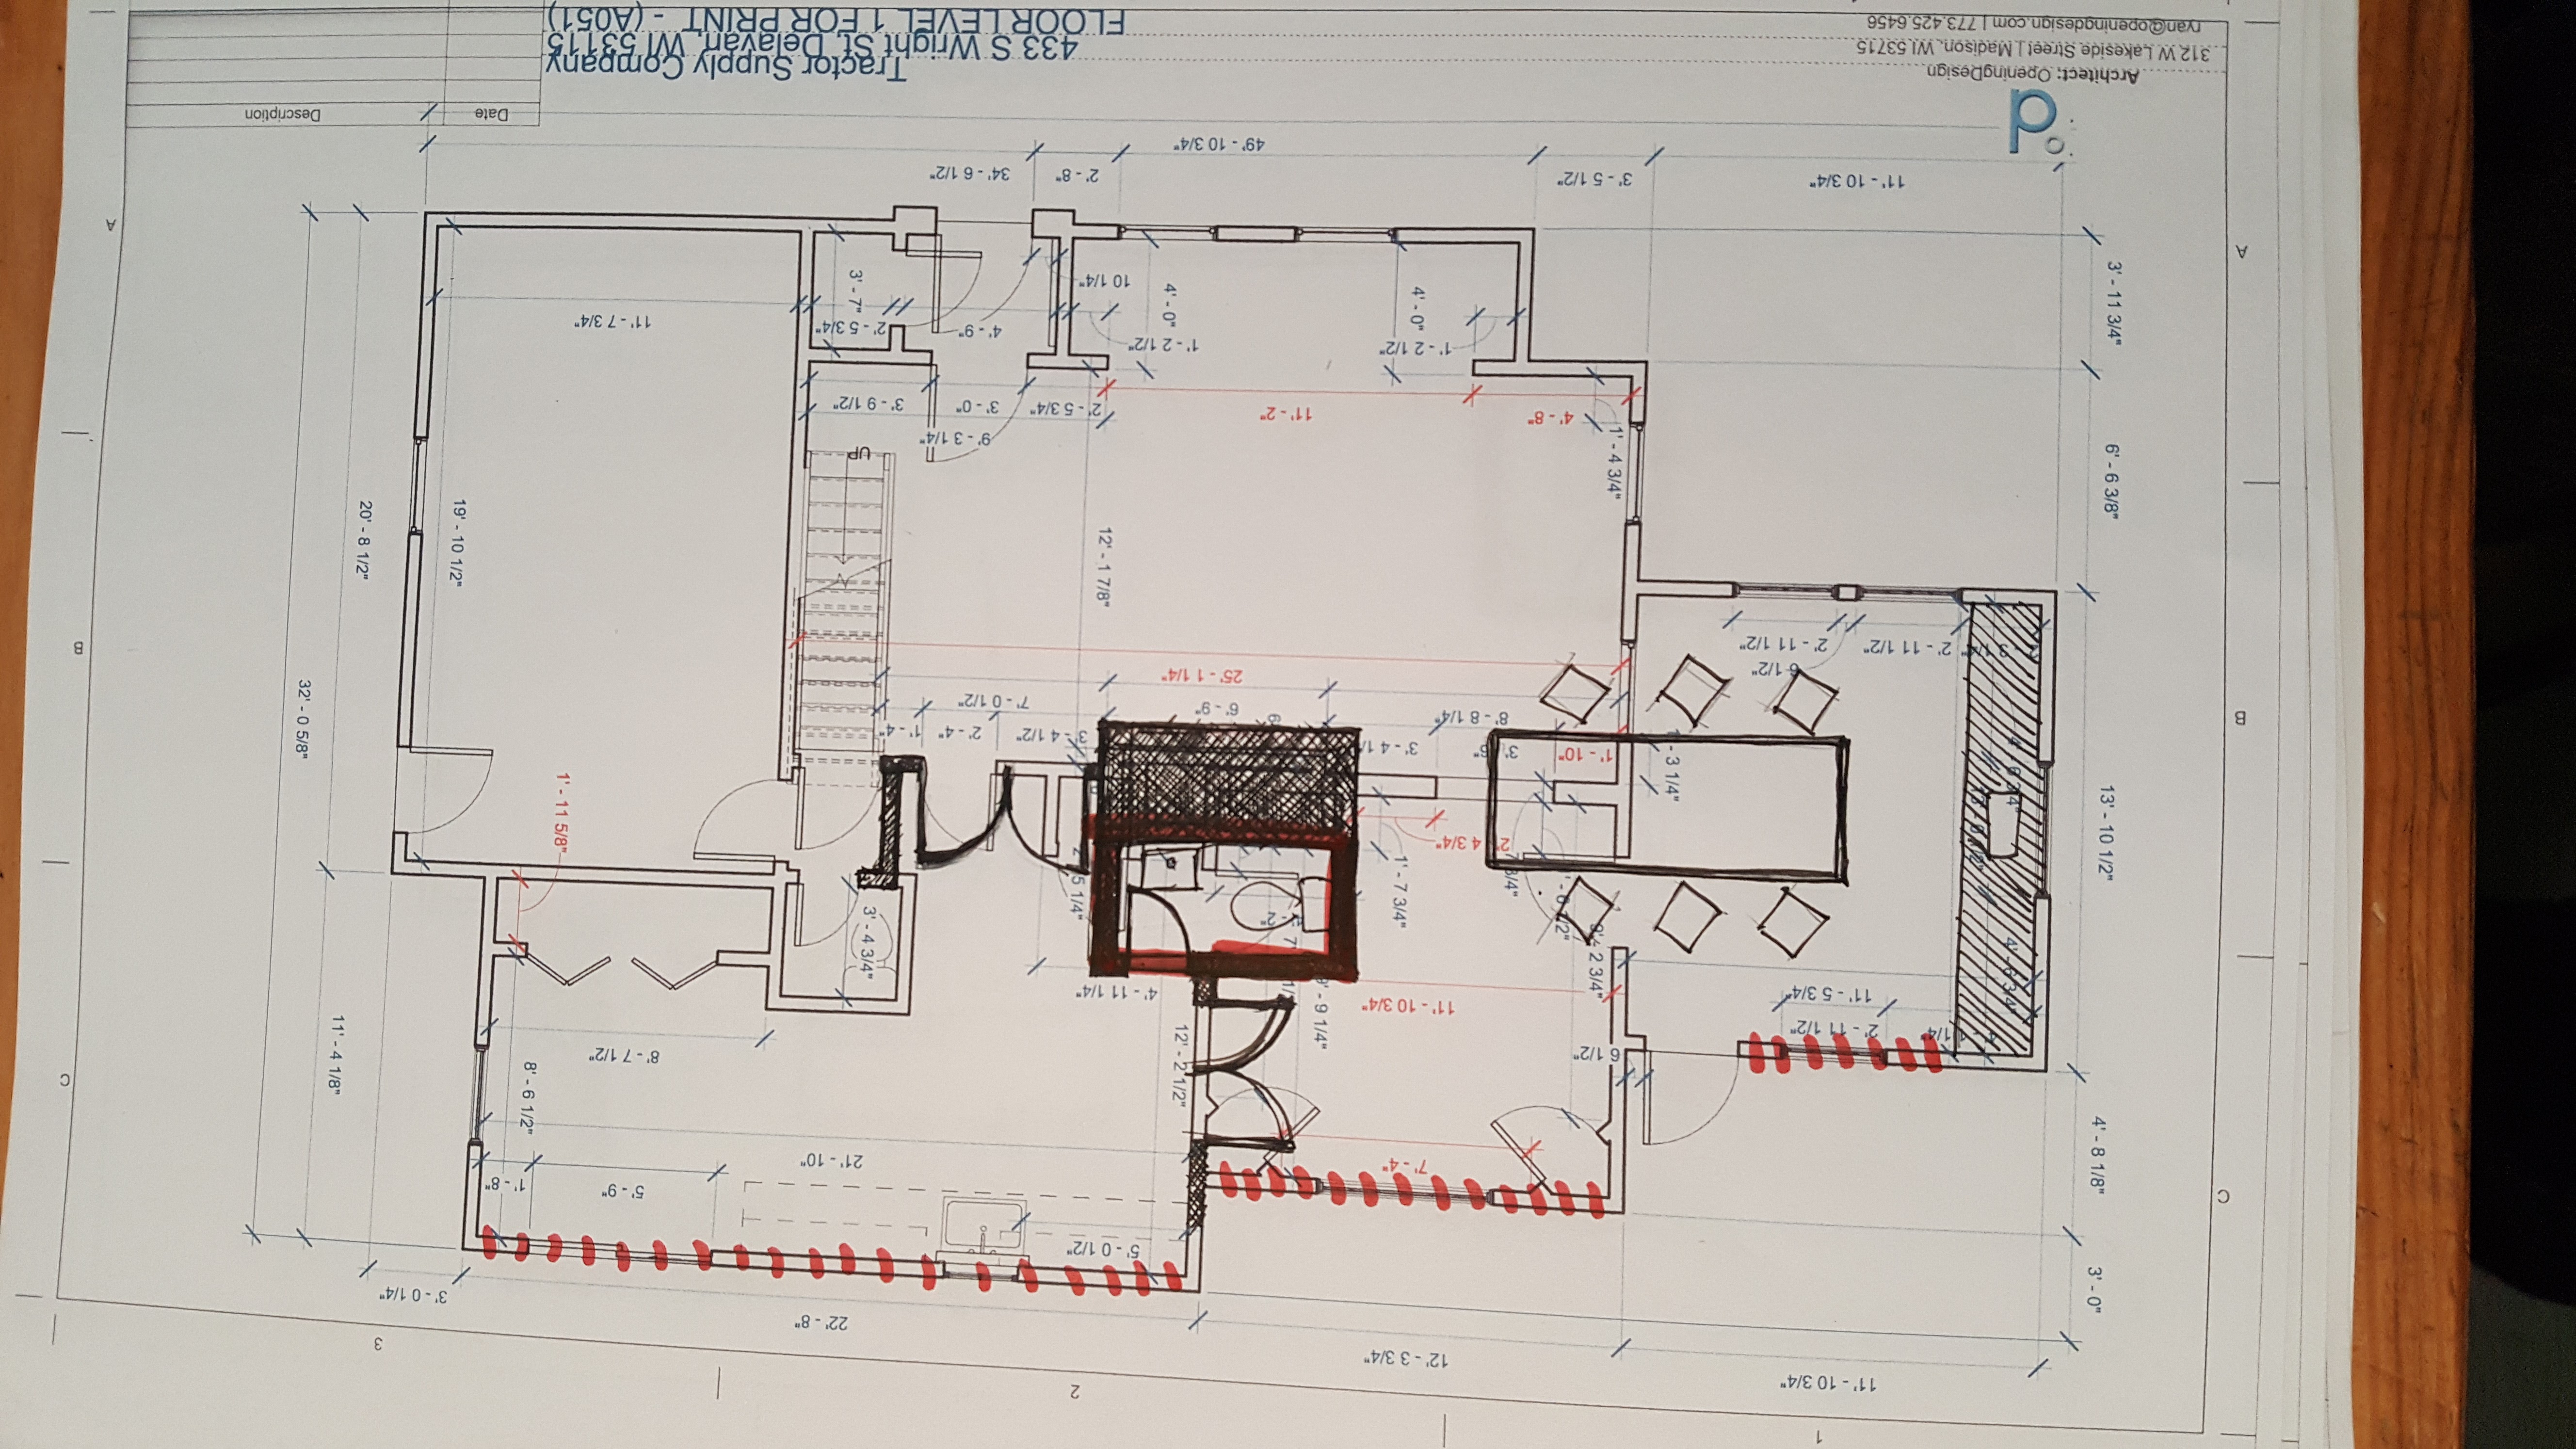 C
B
A
3
2
1
C
B
A
Description
Date
Tractor Supply Company
433 S Wright St, Delavan, WI 53115
FLOOR LEVEL 1 FOR PRINT - (A051)
Architect: OpeningDesign
312 W Lakeside Street | Madison, WI 53715
ryan@openingdesign.com | 773.425.6456
3' - 0 1/4"
22' - 8"
12' - 3 3/4"
11' - 10 3/4"
32' - 0 5/8"
11' - 4 1/8"
20' - 8 1/2"
19' - 10 1/2"
1' - 8"
8' - 6 1/2"
1' - 11 5/8"
5' - 9"
8' - 7 1/2"
11' - 7 3/4"
21' - 10"
3' - 4 3/4"
UP
3' - 9 1/2"
2' - 5 3/4"
3' - 7"
1' - 4"
2' - 4"
7' - 0 1/2"
9' - 3 1/4"
3' - 0"
4' - 9"
34' - 6 1/2"
5' - 0 1/2"
4' - 11 1/4"
3' - 4 1/2"
12' - 1 7/8"
2' - 5 3/4"
10 1/4"
2' - 8"
12' - 2 1/2"
1' - 2 1/2"
4' - 0"
6' - 9"
25' - 1 1/4"
49' - 10 3/4"
11' - 2"
9' - 9 1/4"
7' - 4"
11' - 10 3/4"
1' - 7 3/4"
1' - 2 1/2"
4' - 0"
2' - 4 3/4"
8' - 8 1/4"
6 1/2"
9' - 2 3/4"
1' - 10"
4' - 8"
1' - 4 3/4"
3' - 5 1/2"
2' - 11 1/2"
11' - 5 3/4"
2' - 11 1/2"
2' - 11 1/2"
11' - 10 3/4"
3' - 0"
4' - 8 1/8"
13' - 10 1/2"
6' - 6 3/8"
3' - 11 3/4"
d